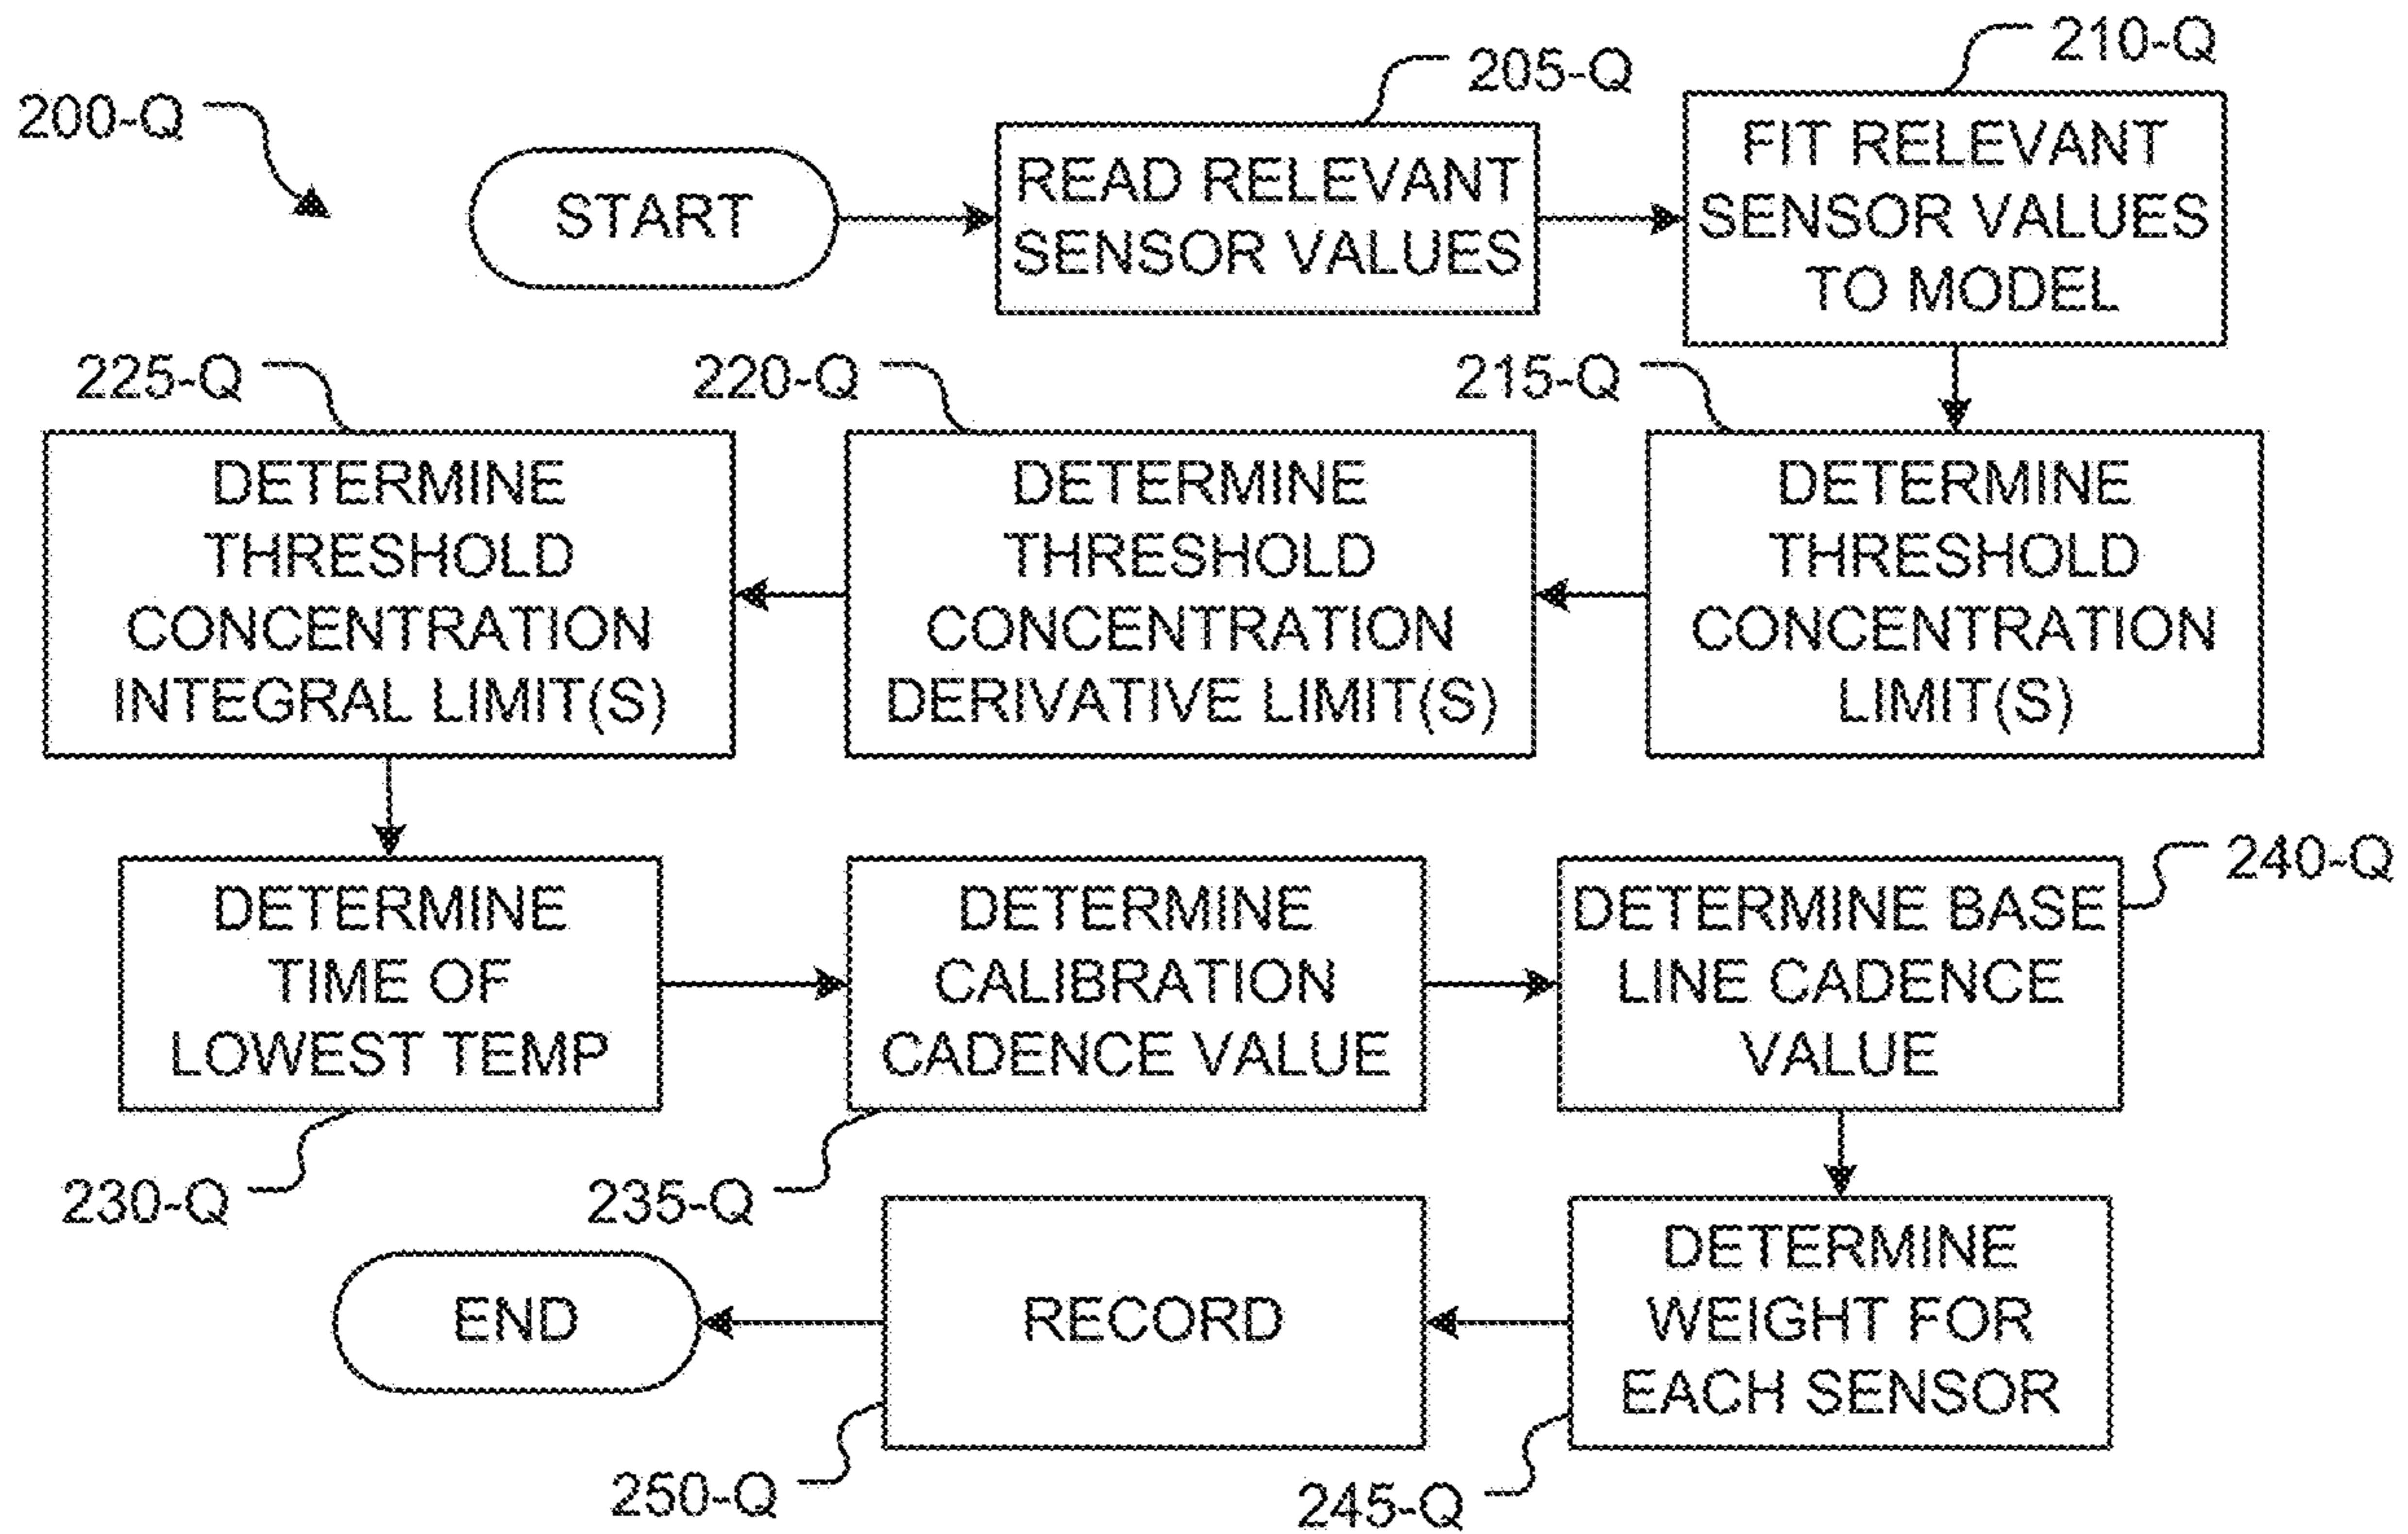 200-Q
START
205-Q
READ RELEVANT
SENSOR VALUES
210-Q
FIT RELEVANT
SENSOR VALUES
TO MODEL
215-Q
DETERMINE
THRESHOLD
CONCENTRATION
LIMIT(S)
220-Q
DETERMINE
THRESHOLD
CONCENTRATION
DERIVATIVE LIMIT(S)
225-Q
DETERMINE
THRESHOLD
CONCENTRATION
INTEGRAL LIMIT(S)
DETERMINE
TIME OF
LOWEST TEMP
230-Q
DETERMINE
CALIBRATION
CADENCE VALUE
235-Q
DETERMINE BASE
LINE CADENCE
VALUE
240-Q
DETERMINE
WEIGHT FOR
EACH SENSOR
245-Q
RECORD
250-Q
END